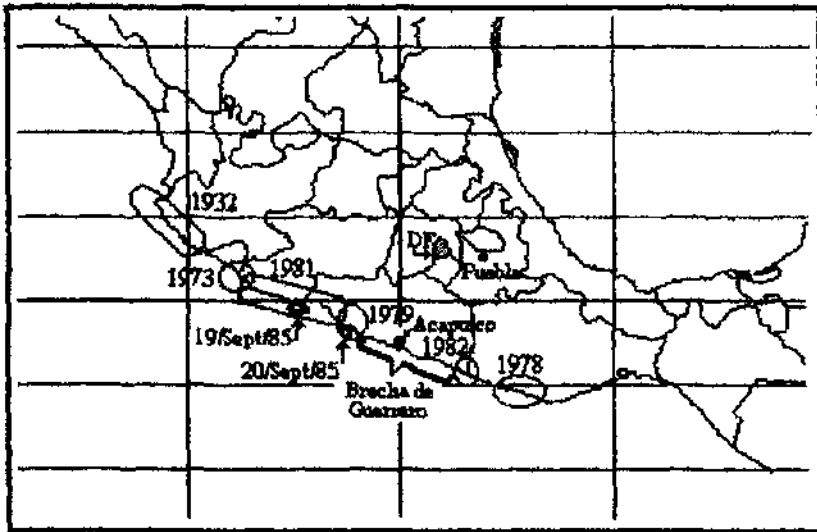 1932
DF
Puebla
1973
1981
1979
Acapulco
19/Sept/85
1982
1978
20/Sept/85
Brecha de
Guerrero